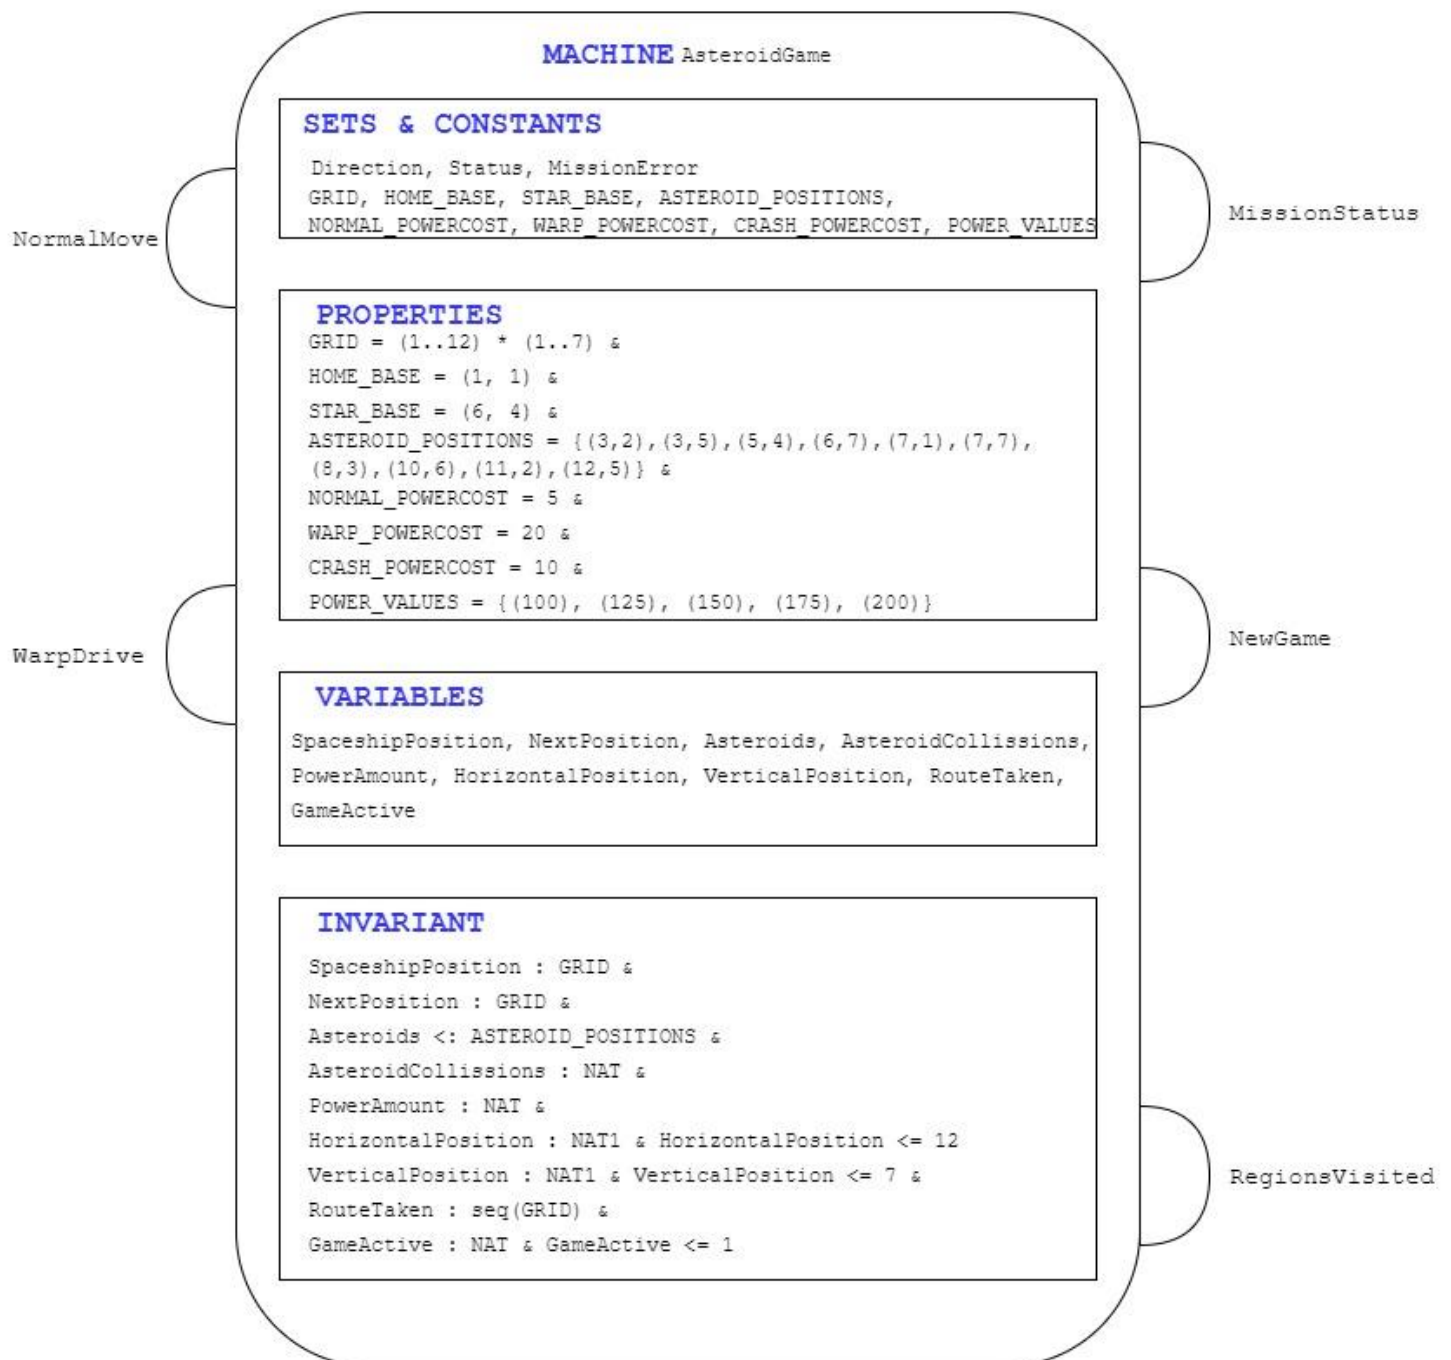 MACHINE AsteroidGame
SETS & CONSTANTS
Direction, Status, MissionError
GRID, HOME_BASE, STAR_BASE, ASTEROID_POSITIONS,
NORMAL_POWERCOST, WARP_POWERCOST, CRASH_POWERCOST, POWER_VALUES
NormalMove
MissionStatus
PROPERTIES
GRID = (1..12) * (1..7) &
HOME_BASE = (1, 1) &
STAR_BASE = (6, 4) &
ASTEROID_POSITIONS = {(3,2),(3,5),(5,4),(6,7),(7,1),(7,7),
(8,3),(10,6),(11,2),(12,5)} &
NORMAL_POWERCOST = 5 &
WARP_POWERCOST = 20 &
CRASH_POWERCOST = 10 &
POWER_VALUES = {(100), (125), (150), (175), (200)}
WarpDrive
NewGame
VARIABLES
SpaceshipPosition, NextPosition, Asteroids, AsteroidCollissions,
PowerAmount, HorizontalPosition, VerticalPosition, RouteTaken,
GameActive
INVARIANT
SpaceshipPosition : GRID &
NextPosition : GRID &
Asteroids <: ASTEROID_POSITIONS &
AsteroidCollissions : NAT &
PowerAmount : NAT &
HorizontalPosition : NAT1 & HorizontalPosition <= 12
VerticalPosition : NAT1 & VerticalPosition <= 7 &
RouteTaken : seq(GRID) &
GameActive : NAT & GameActive <= 1
RegionsVisited